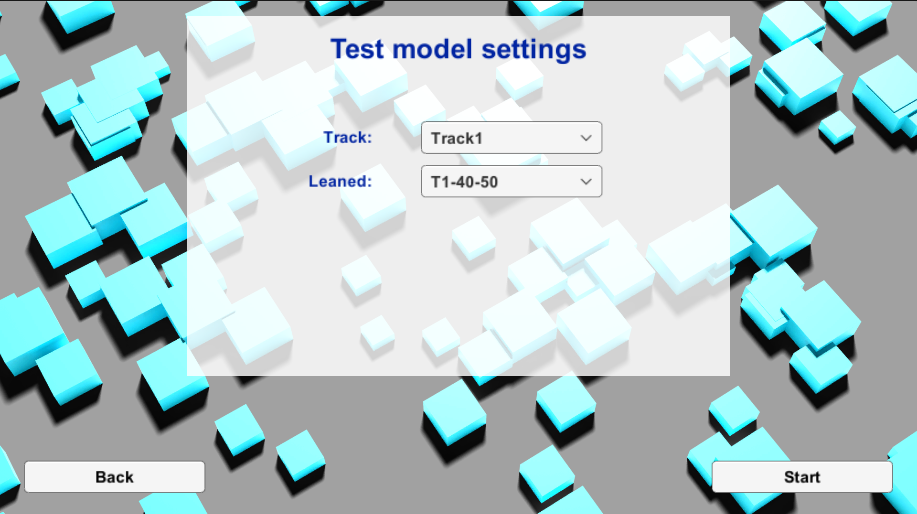 Test model settings
Track: Track1
Leaned: T1-40-50
Back Start